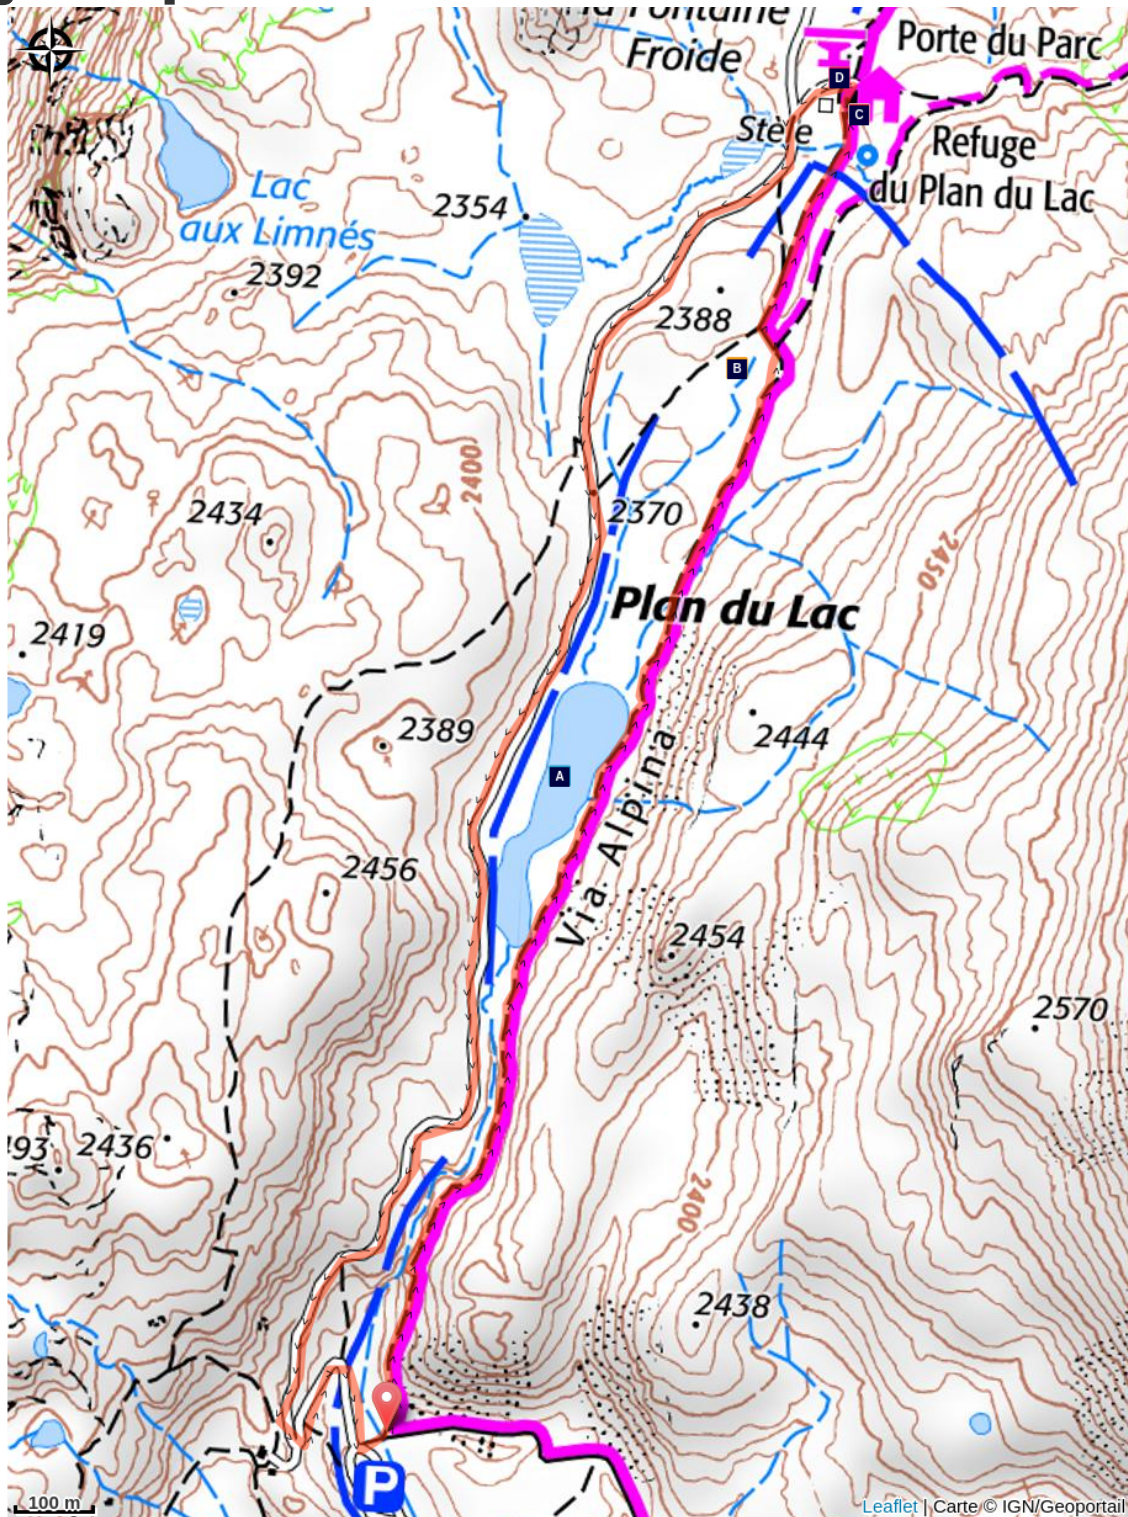 la Fontaine
Froide
Porte du Parc
D
C
Stèle
Refuge
du Plan du Lac
Lac
aux Limnés
2354
2392
2388
B
2400
2434
2370
2450
Plan du Lac
2419
2389
2444
A
Via Alpina
2456
2454
2570
2436
2400
2438
P
100 m
Leaflet | Carte © IGN/Geoportail